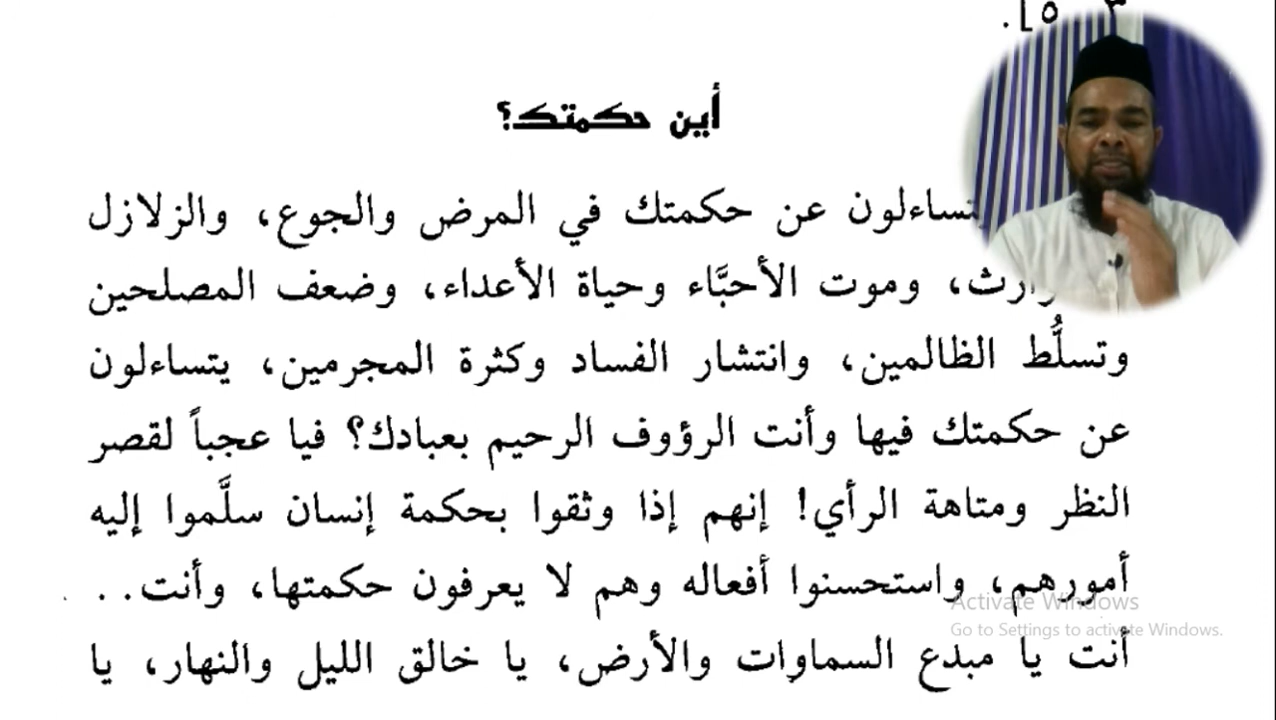 ٣ ـ ٤٥].
أين حكمتك؟
يتساءلون عن حكمتك في المرض والجوع، والزلازل
وموت الأحبَّاء وحياة الأعداء، وضعف المصلحين
وتسلُّط الظالمين، وانتشار الفساد وكثرة المجرمين، يتساءلون
عن حكمتك فيها وأنت الرؤوف الرحيم بعبادك؟ فيا عجباً لقصر
النظر ومتاهة الرأي! إنهم إذا وثقوا بحكمة إنسان سلَّموا إليه
أمورهم، واستحسنوا أفعاله وهم لا يعرفون حكمتها، وأنت..
أنت يا مبدع السماوات والأرض، يا خالق الليل والنهار، يا
Activate Windows
Go to Settings to activate Windows.